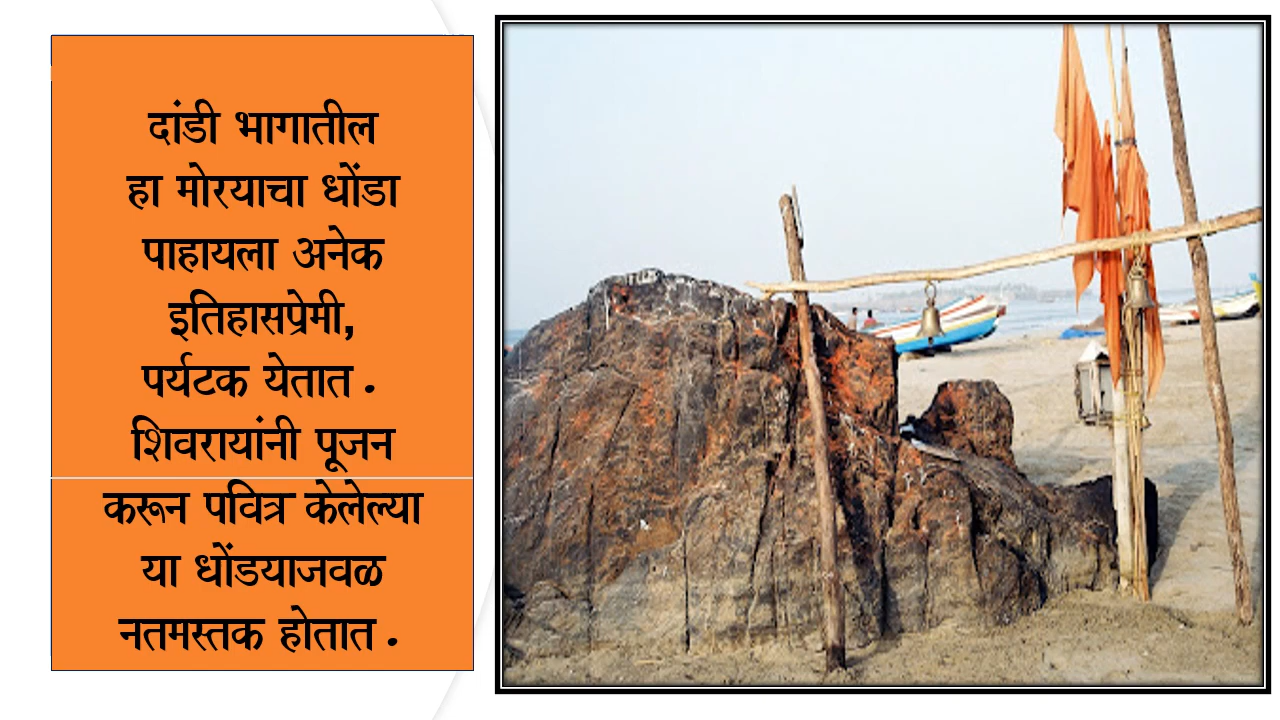 दांडी भागातील
हा मोरयाचा धोंडा
पाहायला अनेक
इतिहासप्रेमी,
पर्यटक येतात.
शिवरायांनी पूजन
करून पवित्र केलेल्या
या धोंडयाजवळ
नतमस्तक होतात.